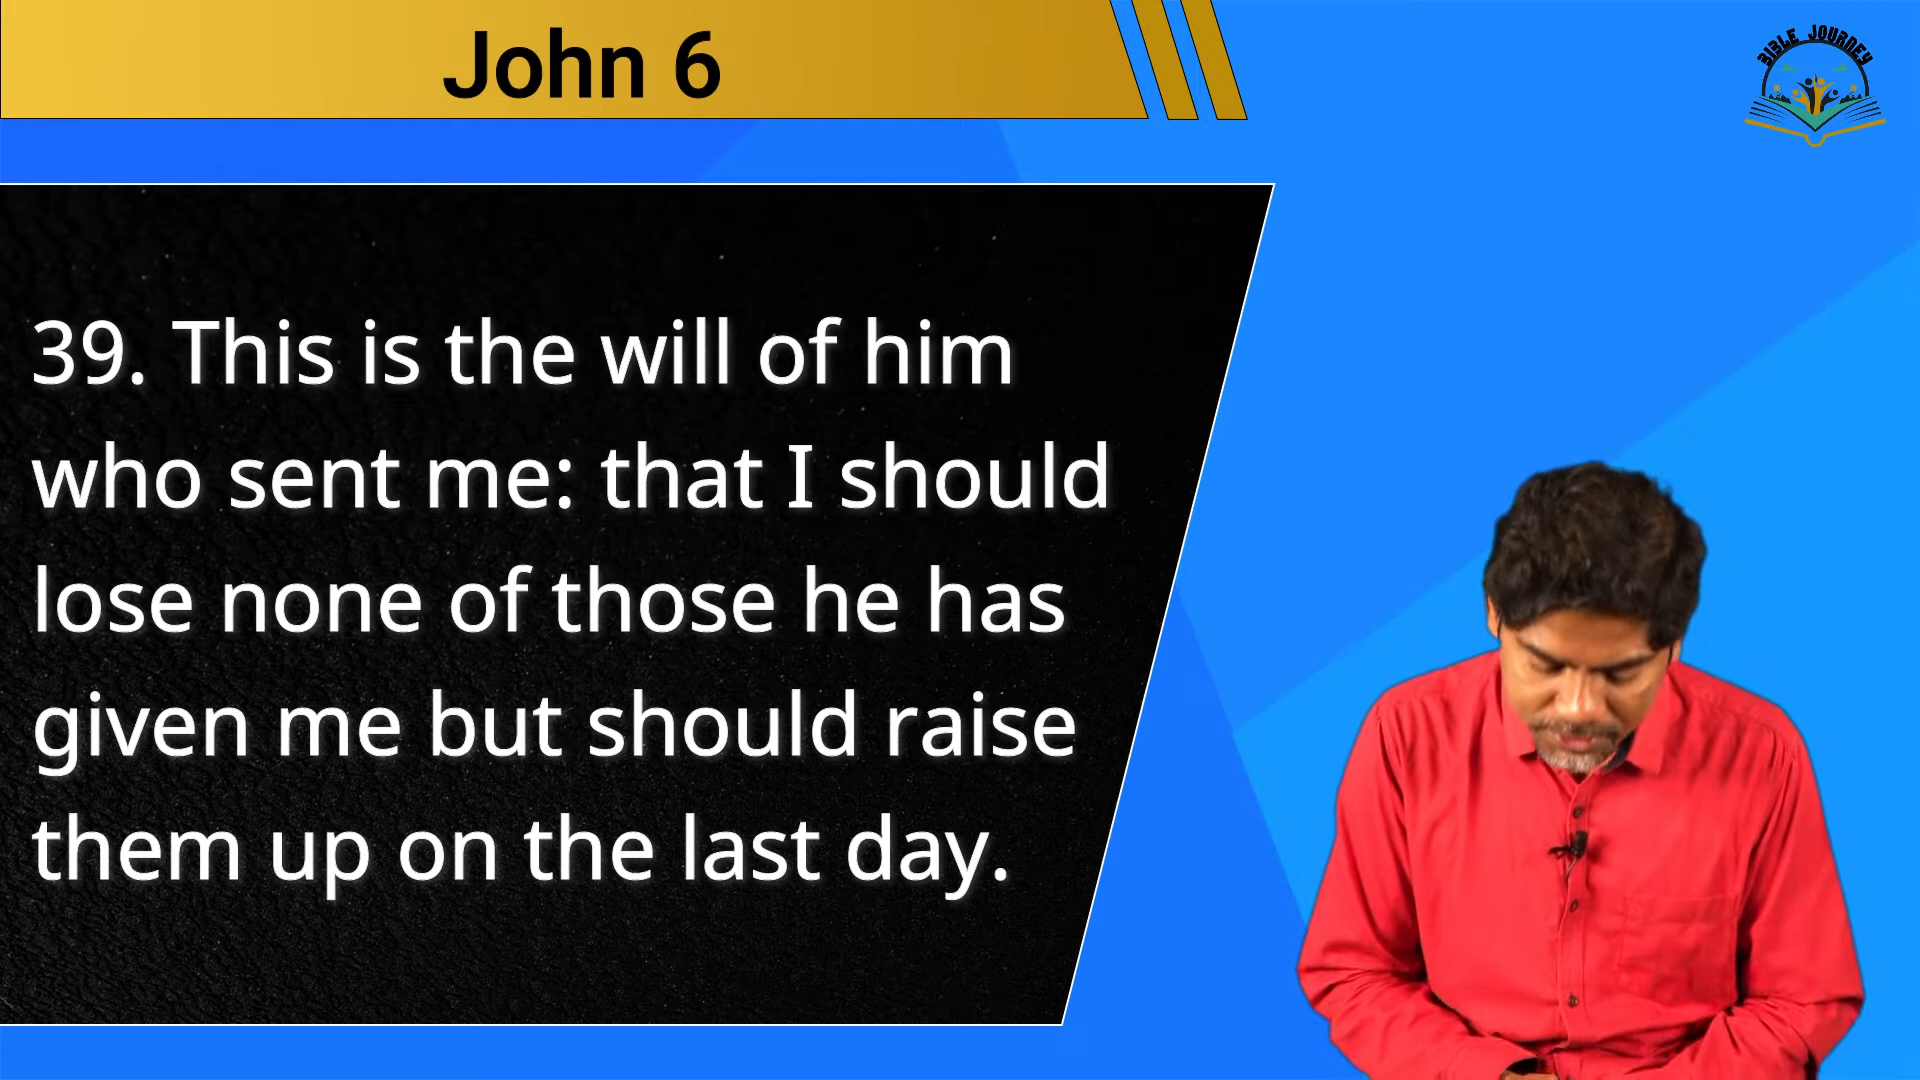 John 6
BIBLE JOURNEY
39. This is the will of him
who sent me: that I should
lose none of those he has
given me but should raise
them up on the last day.